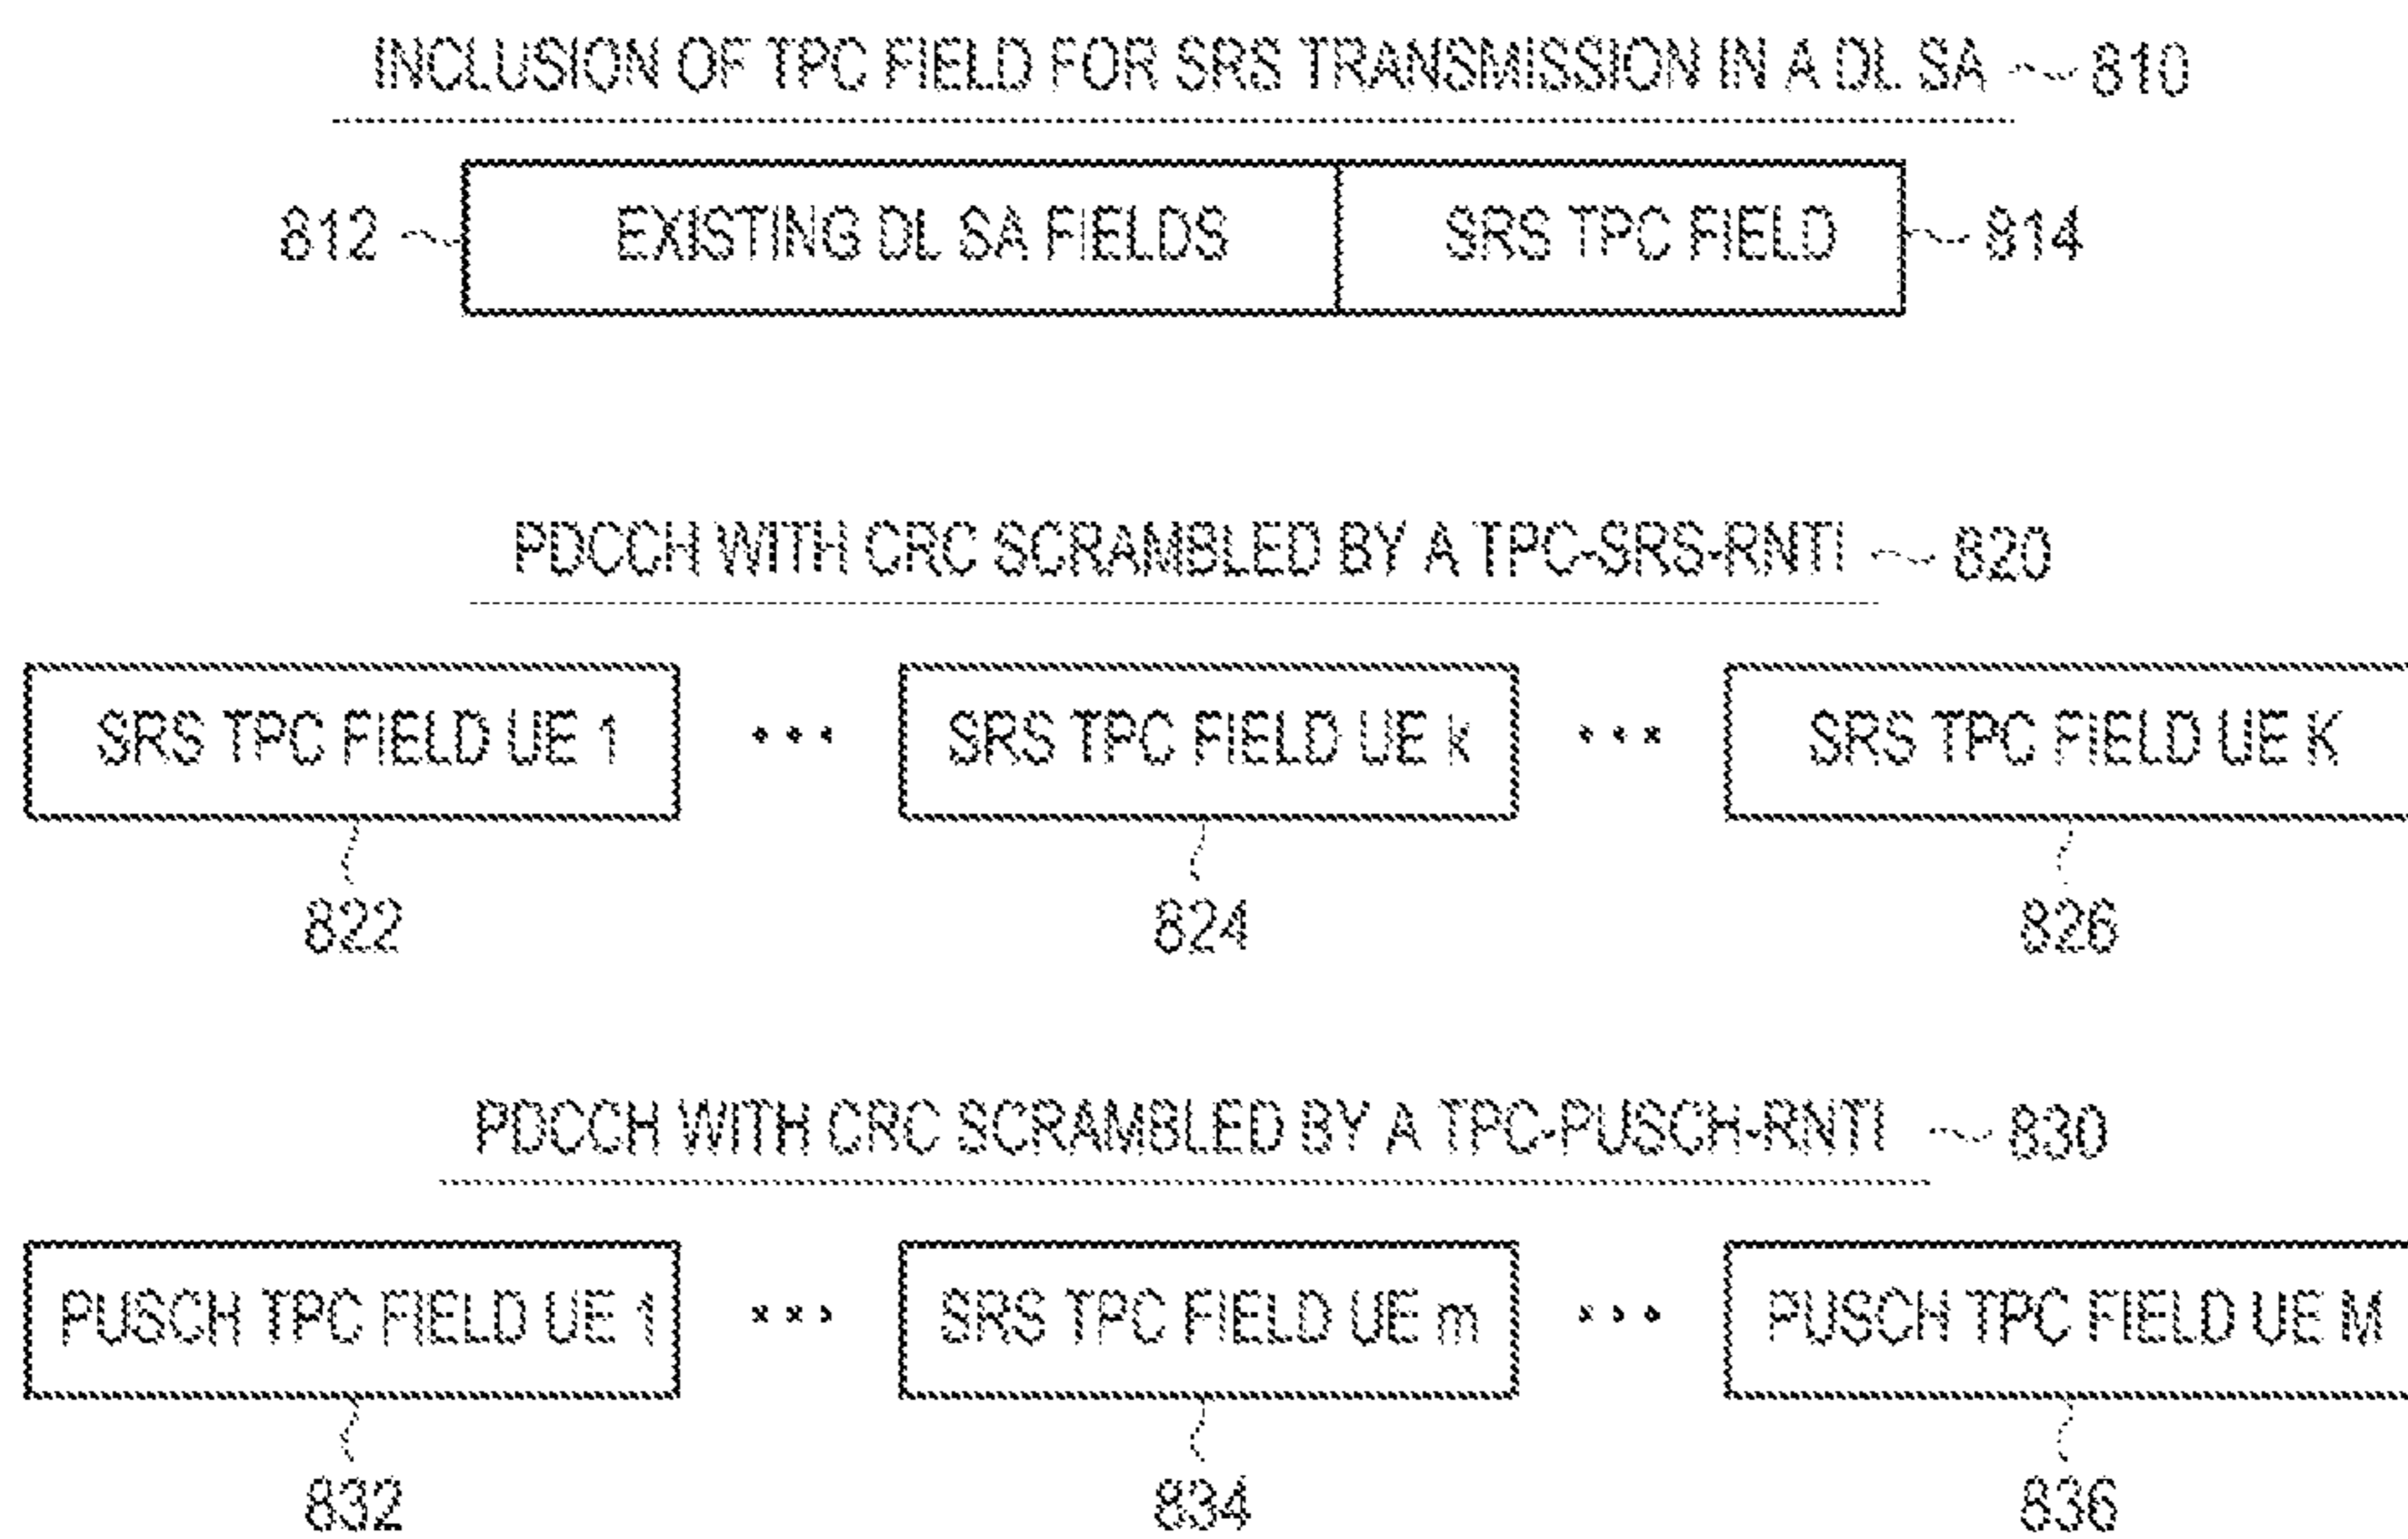 INCLUSION OF TPC FIELD FOR SRS TRANSMISSION IN A DL SA 810
812 EXISTING DL SA FIELDS SRS TPC FIELD 814
PDCCH WITH CRC SCRAMBLED BY A TPC-SRS-RNTI 820
SRS TPC FIELD UE 1 ... SRS TPC FIELD UE k ... SRS TPC FIELD UE K
822 824 826
PDCCH WITH CRC SCRAMBLED BY A TPC-PUSCH-RNTI 830
PUSCH TPC FIELD UE 1 ... SRS TPC FIELD UE m ... PUSCH TPC FIELD UE M
832 834 836